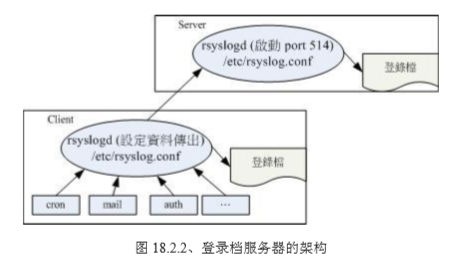 Server
rsyslogd (啟動 port 514)
/etc/rsyslog.conf
登錄檔
Client
rsyslogd (設定資料傳出)
/etc/rsyslog.conf
登錄檔
cron
mail
auth
...
图 18.2.2、登录档服务器的架构